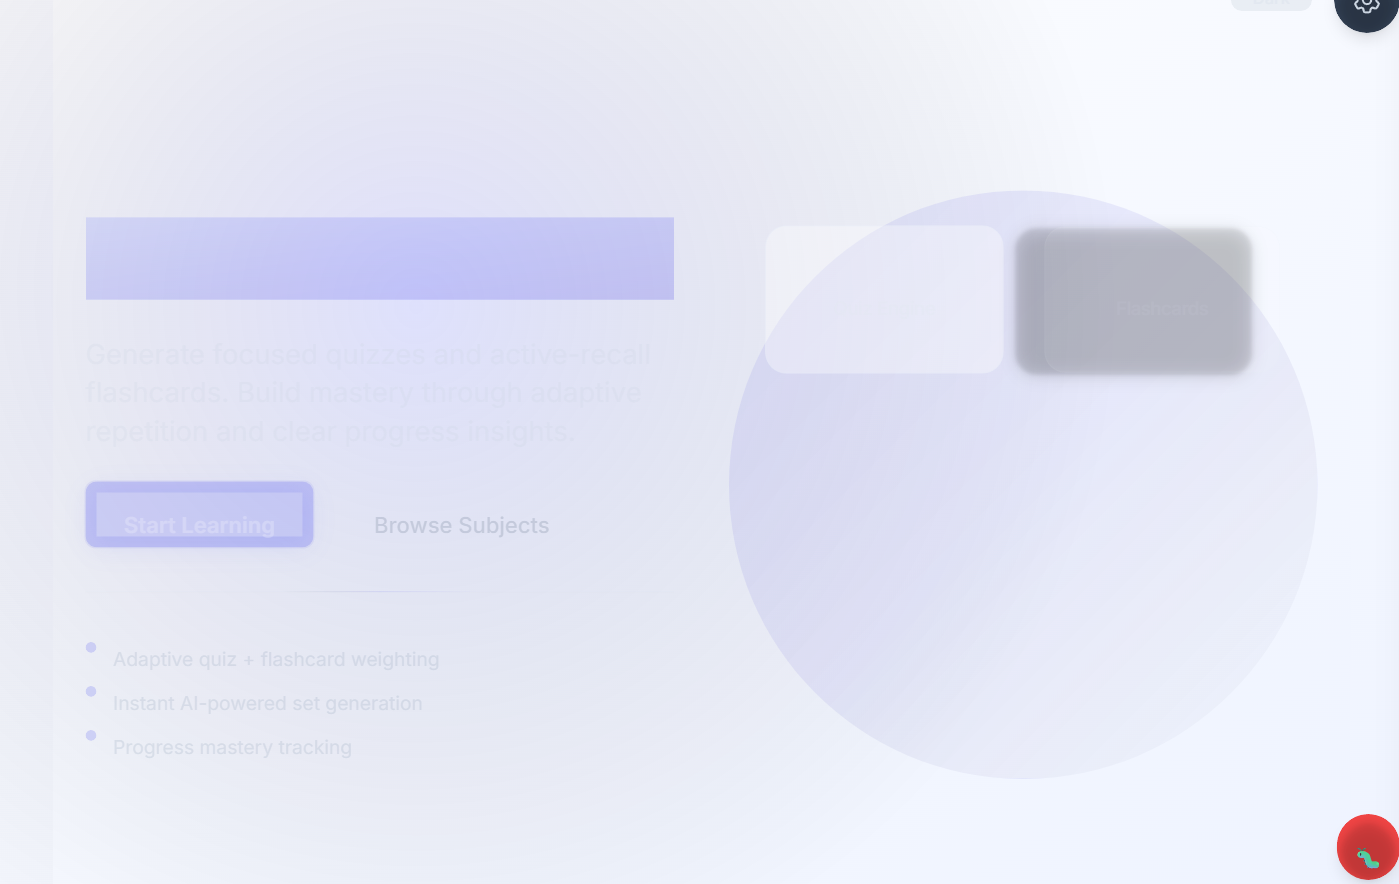 Generate focused quizzes and active-recall
flashcards. Build mastery through adaptive
repetition and clear progress insights.
Start Learning
Browse Subjects
Adaptive quiz + flashcard weighting
Instant AI-powered set generation
Progress mastery tracking
Flashcards